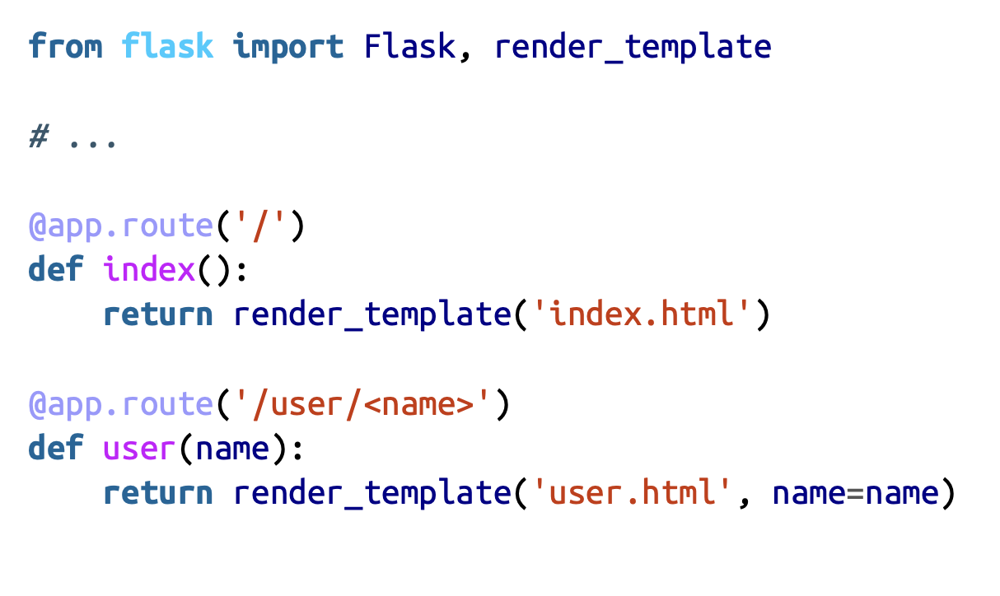 from flask import Flask, render_template
# ...
@app.route('/')
def index():
    return render_template('index.html')
@app.route('/user/<name>')
def user(name):
    return render_template('user.html', name=name)